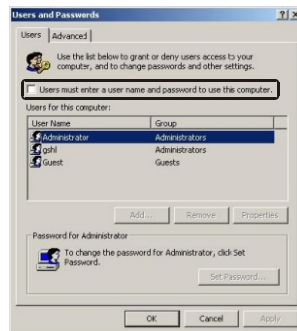 Users and Passwords
Users
Advanced
Use the list below to grant or deny users access to your
computer, and to change passwords and other settings.
Users must enter a user name and password to use this computer.
Users for this computer:
User Name Group
Administrator Administrators
gshl Administrators
Guest Guests
Add... Remove Properties
Password for Administrator
To change the password for Administrator, click Set
Password.
Set Password...
OK Cancel Apply